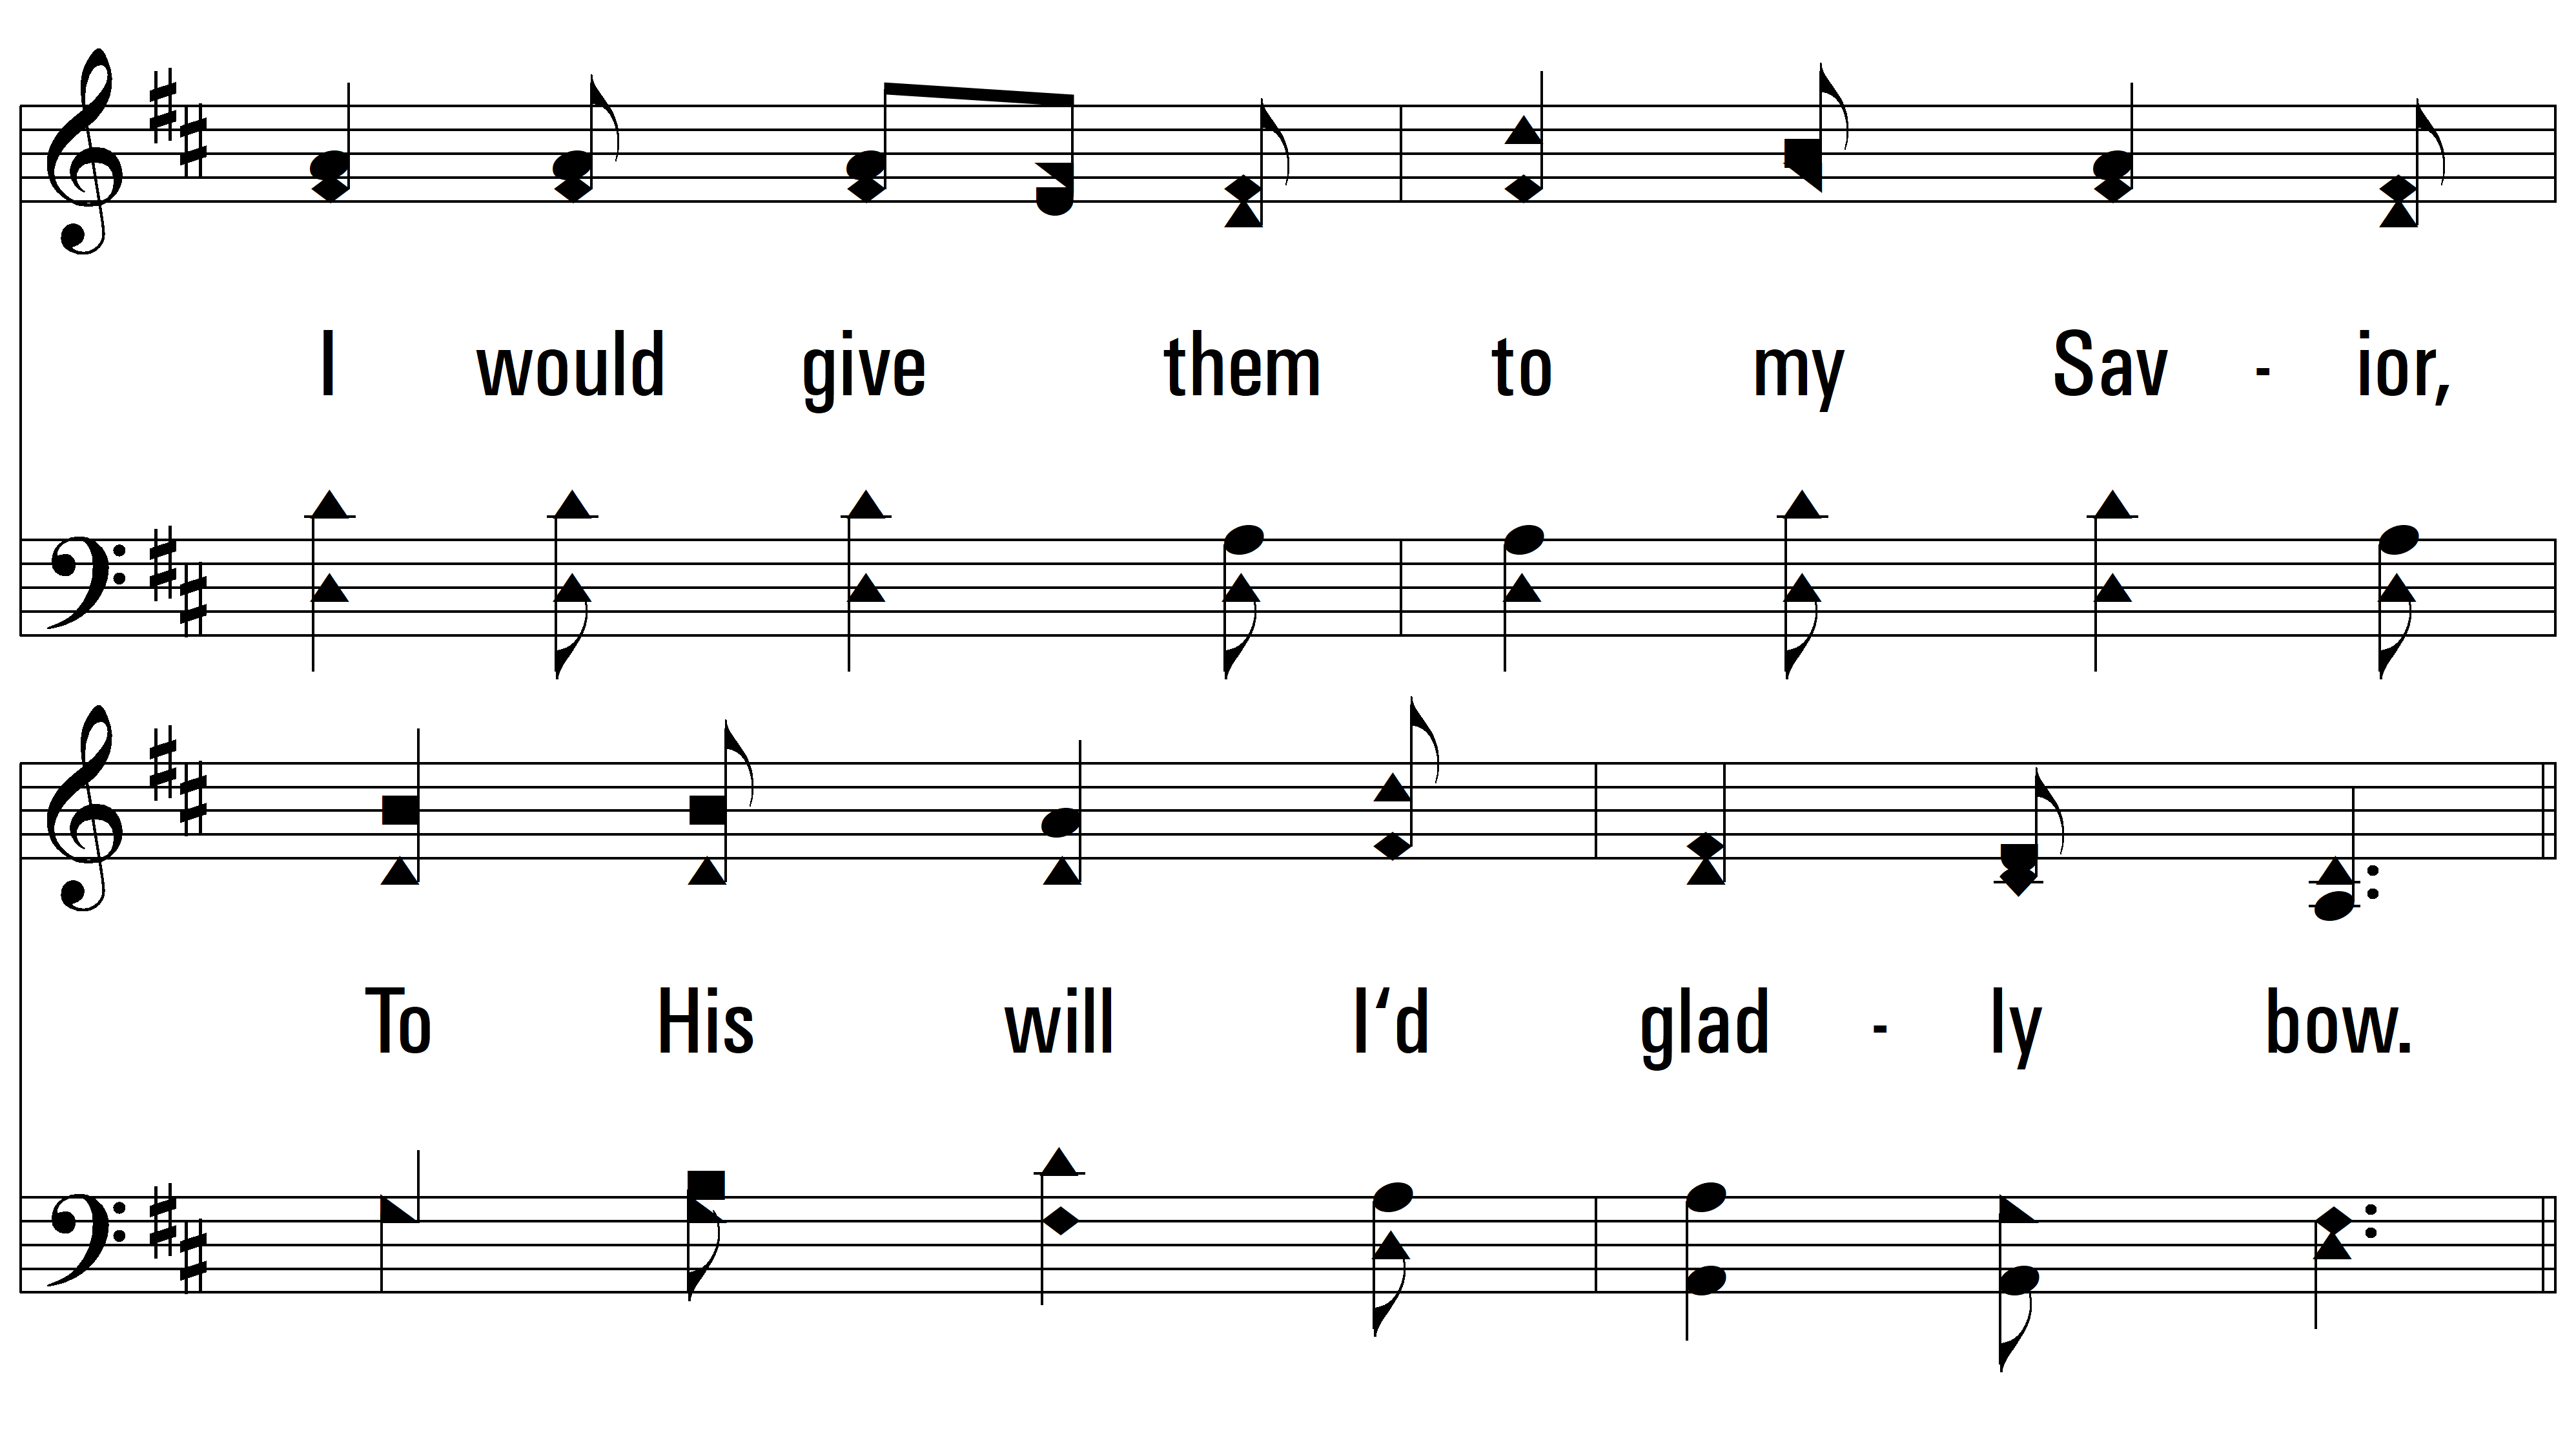 I would give them to my Sav - ior,
To His will I‘d glad - ly bow.